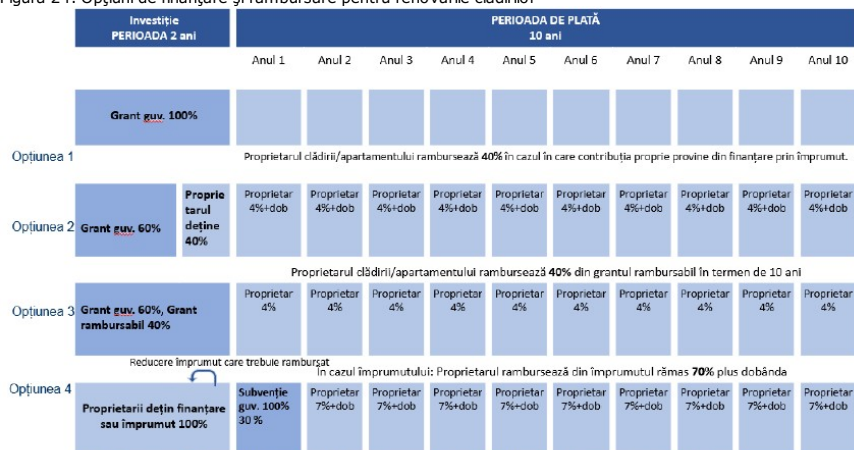 Investiție
PERIOADA 2 ani
PERIOADA DE PLATĂ
10 ani
Anul 1 Anul 2 Anul 3 Anul 4 Anul 5 Anul 6 Anul 7 Anul 8 Anul 9 Anul 10
Grant guv. 100%
Opțiunea 1
Proprietarul clădirii/apartamentului rambursează 40% în cazul în care contribuția proprie provine din finanțare prin împrumut.
Opțiunea 2
Grant guv. 60%
Proprie
tarul
deține
40%
Proprietar Proprietar Proprietar Proprietar Proprietar Proprietar Proprietar Proprietar Proprietar Proprietar
4%+dob 4%+dob 4%+dob 4%+dob 4%+dob 4%+dob 4%+dob 4%+dob 4%+dob 4%+dob
Proprietarul clădirii/apartamentului rambursează 40% din grantul rambursabil în termen de 10 ani
Opțiunea 3
Grant guv. 60%, Grant
rambursabil 40%
Proprietar Proprietar Proprietar Proprietar Proprietar Proprietar Proprietar Proprietar Proprietar Proprietar
4% 4% 4% 4% 4% 4% 4% 4% 4% 4%
Reducere împrumut care trebuie rambursat
În cazul împrumutului: Proprietarul rambursează din împrumutul rămas 70% plus dobânda
Opțiunea 4
Proprietarii dețin finanțare
sau împrumut 100%
Subvenție
guv. 100%
30 %
Proprietar Proprietar Proprietar Proprietar Proprietar Proprietar Proprietar Proprietar Proprietar
7%+dob 7%+dob 7%+dob 7%+dob 7%+dob 7%+dob 7%+dob 7%+dob 7%+dob